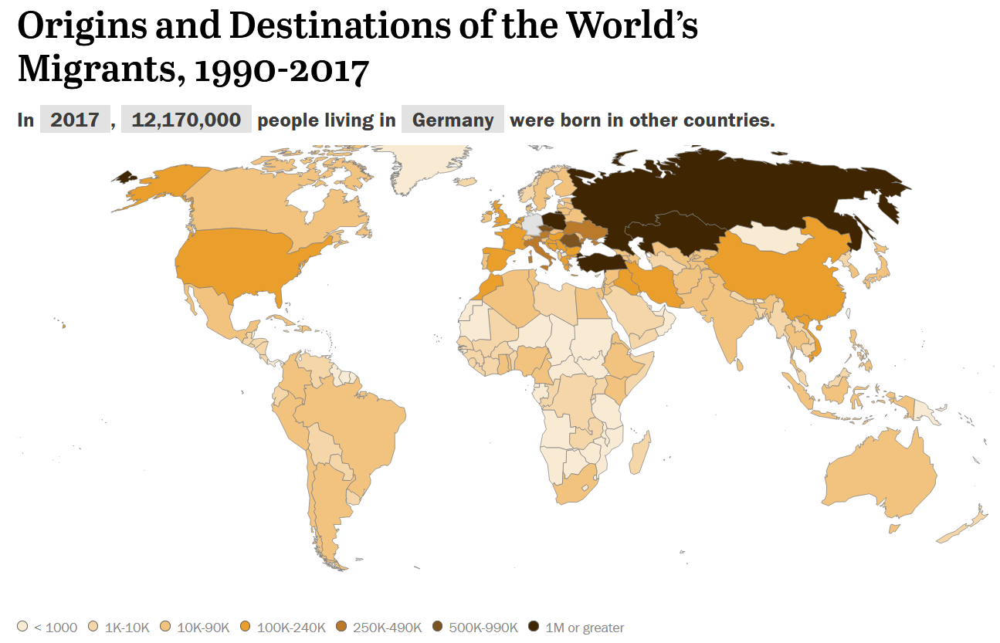 Origins and Destinations of the World’s
Migrants, 1990-2017
In 2017 , 12,170,000 people living in Germany were born in other countries.
< 1000 1K-10K 10K-90K 100K-240K 250K-490K 500K-990K 1M or greater